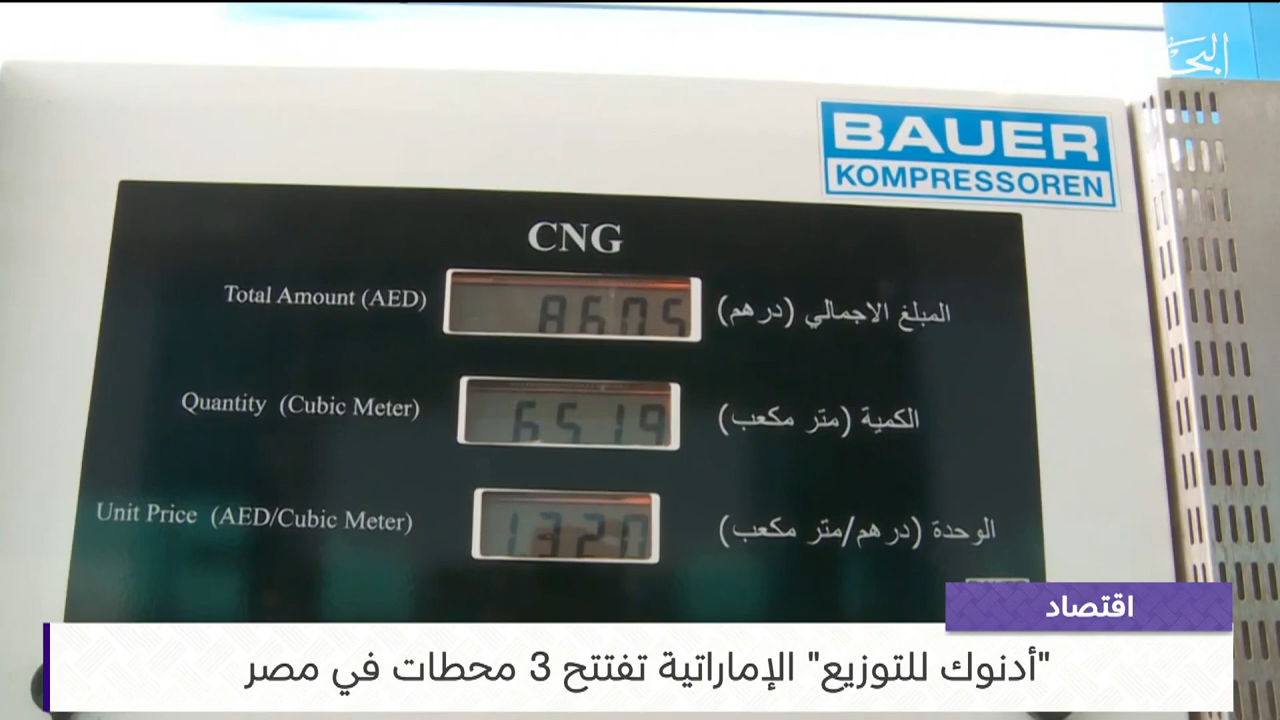 البحـ
BAUER
KOMPRESSOREN
CNG
Total Amount (AED) 8605 المبلغ الاجمالي (درهم)
Quantity (Cubic Meter) 6519 الكمية (متر مكعب)
Unit Price (AED/Cubic Meter) 1320 الوحدة (درهم/متر مكعب)
اقتصاد
"أدنوك للتوزيع" الإماراتية تفتتح 3 محطات في مصر